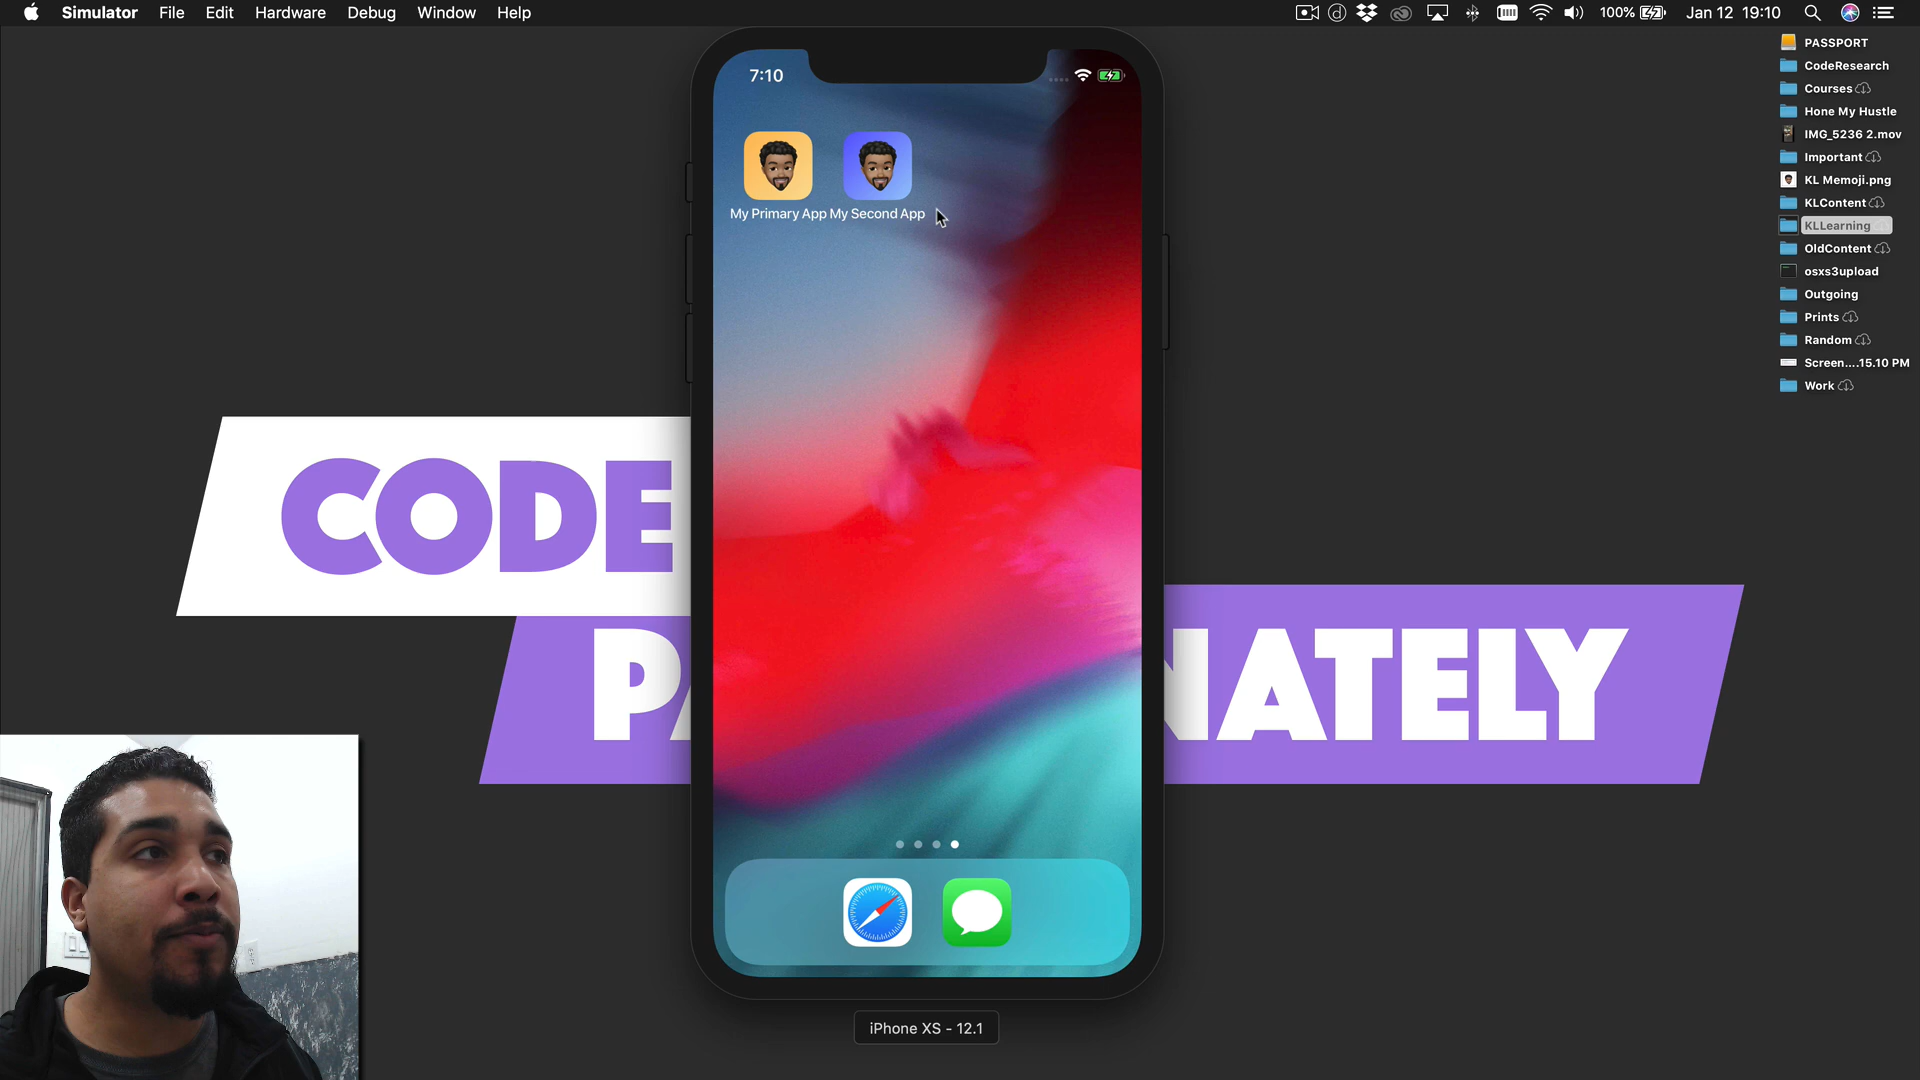 Simulator File Edit Hardware Debug Window Help 100% Jan 12 19:10
PASSPORT
CodeResearch
Courses
Hone My Hustle
IMG_5236 2.mov
Important
KL Memoji.png
KLContent
KLLearning
OldContent
osxs3upload
Outgoing
Prints
Random
Screen....15.10 PM
Work
7:10
My Primary App My Second App
CODE
PA NATELY
iPhone XS - 12.1